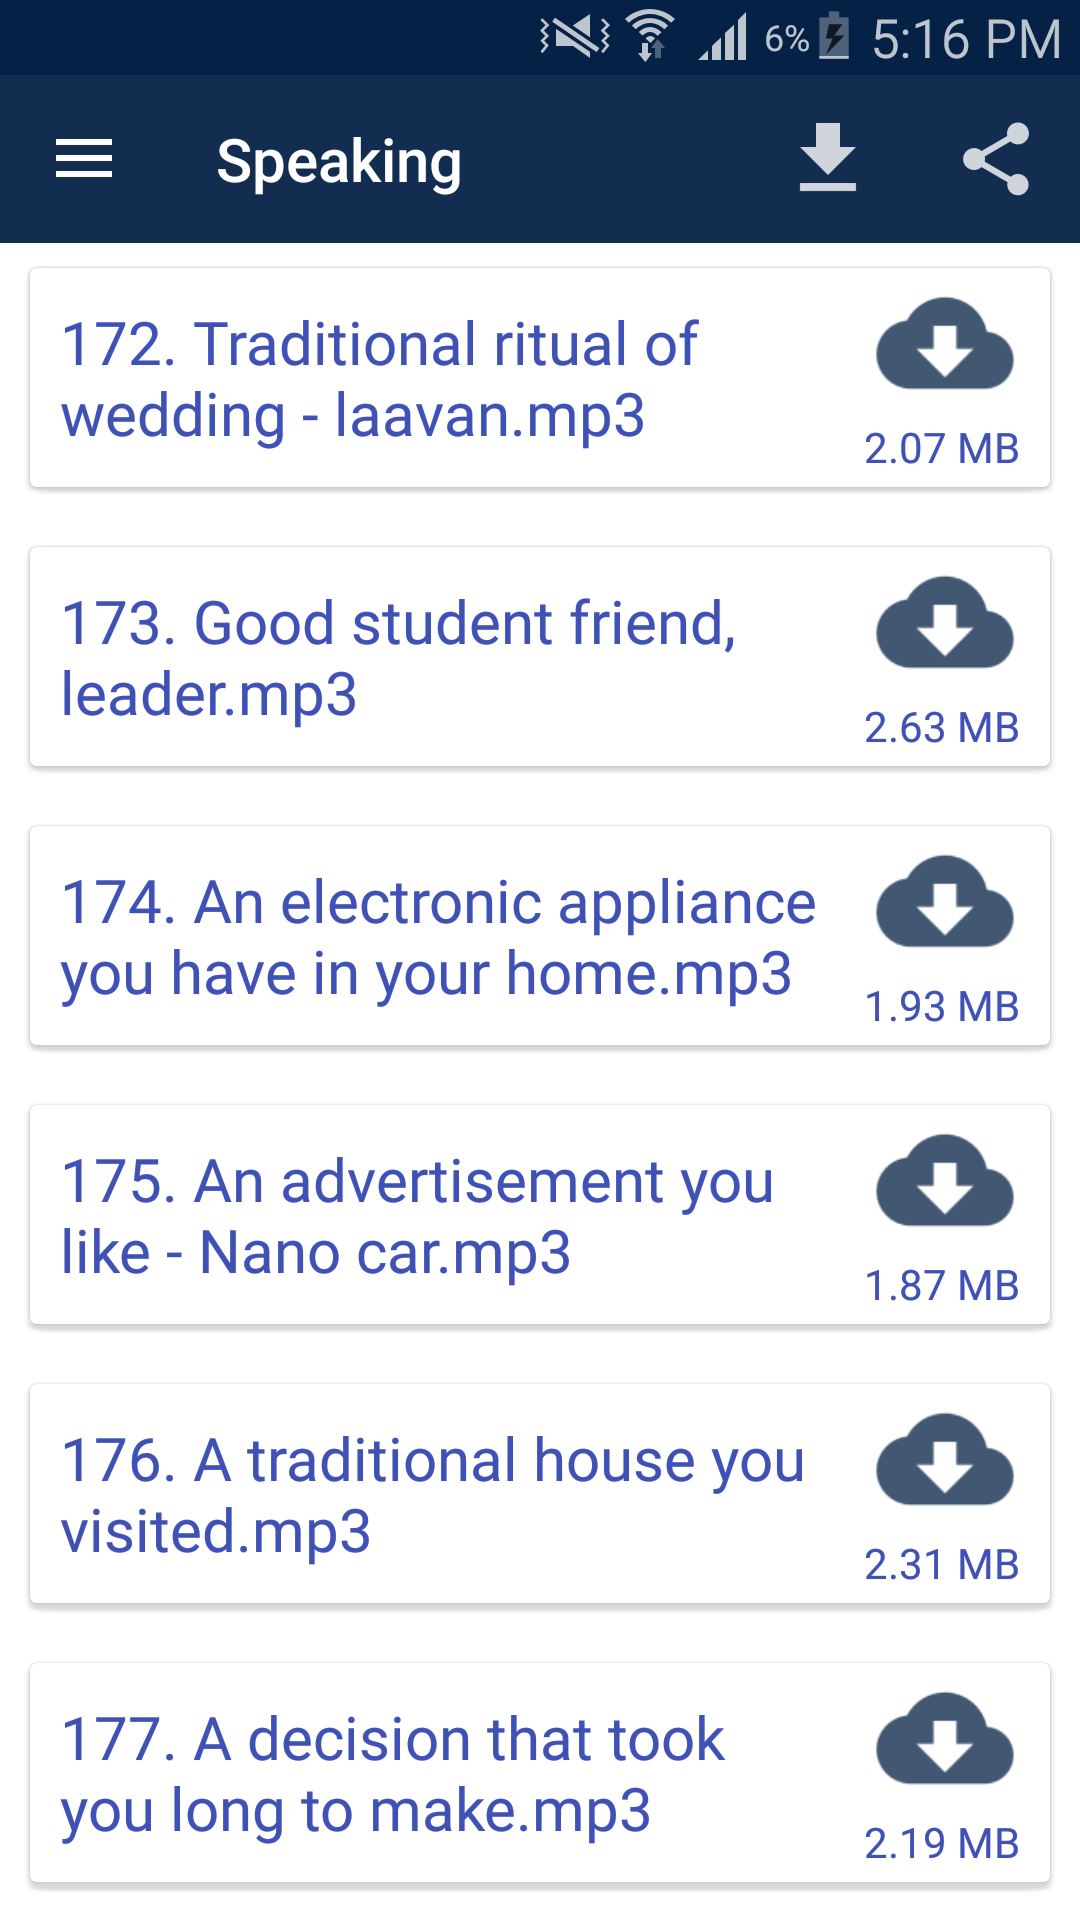 6% 5:16 PM
Speaking
172. Traditional ritual of
wedding - laavan.mp3
2.07 MB
173. Good student friend,
leader.mp3
2.63 MB
174. An electronic appliance
you have in your home.mp3
1.93 MB
175. An advertisement you
like - Nano car.mp3
1.87 MB
176. A traditional house you
visited.mp3
2.31 MB
177. A decision that took
you long to make.mp3
2.19 MB